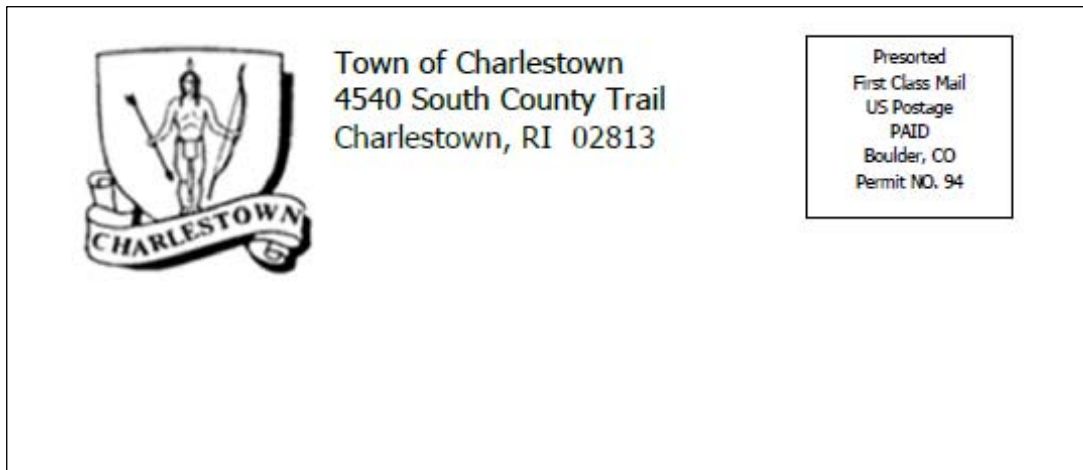 Town of Charlestown
4540 South County Trail
Charlestown, RI  02813
Presorted
First Class Mail
US Postage
PAID
Boulder, CO
Permit NO. 94
CHARLESTOWN